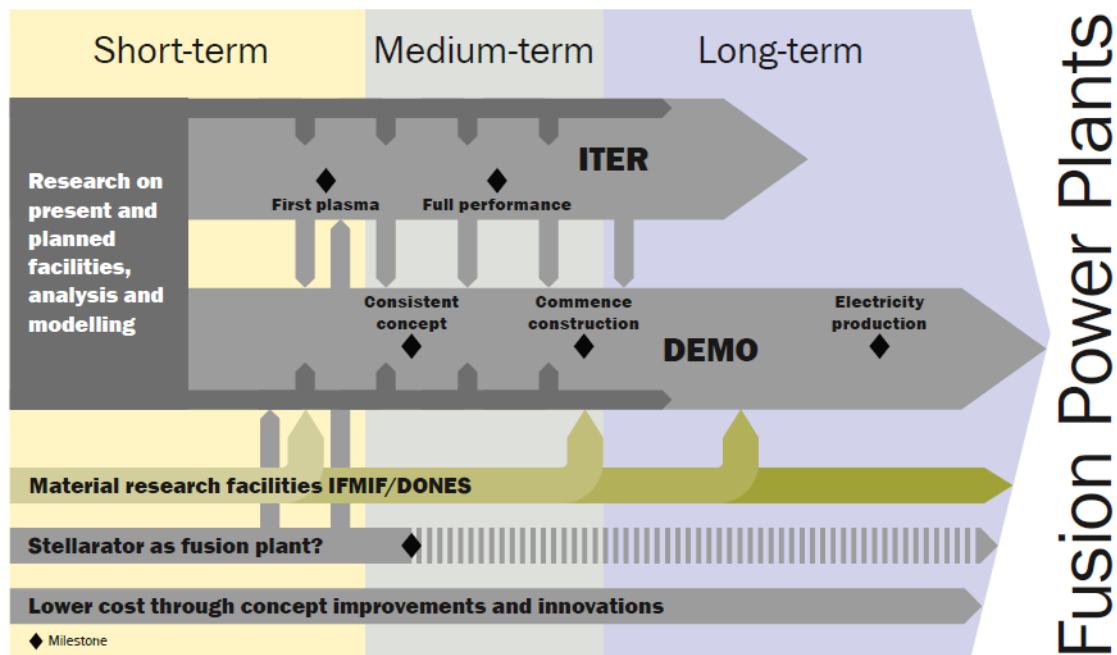 Short-term
Medium-term
Long-term
Research on
present and
planned
facilities,
analysis and
modelling
ITER
First plasma
Full performance
Consistent
concept
Commence
construction
Electricity
production
DEMO
Material research facilities IFMIF/DONES
Stellarator as fusion plant?
Lower cost through concept improvements and innovations
Milestone
Fusion Power Plants